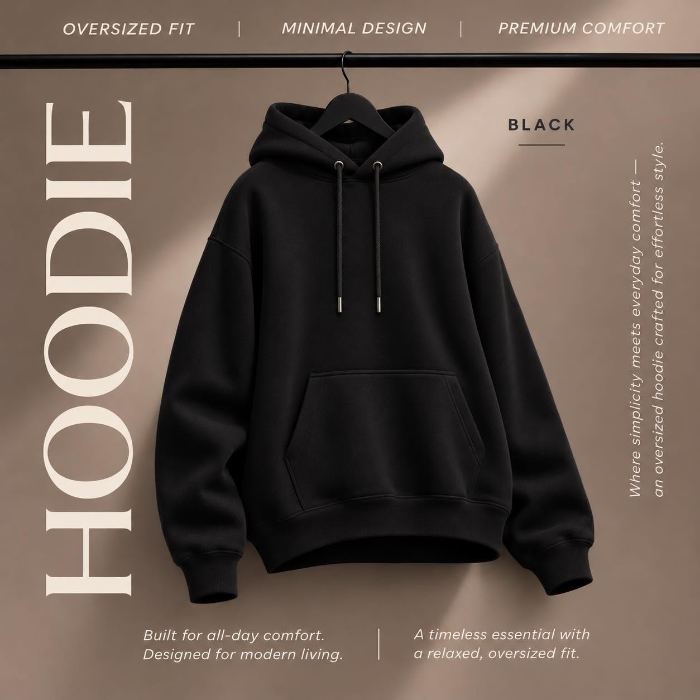 OVERSIZED FIT | MINIMAL DESIGN | PREMIUM COMFORT
HOODIE
BLACK
Where simplicity meets everyday comfort —
an oversized hoodie crafted for effortless style.
Built for all-day comfort.
Designed for modern living.
A timeless essential with
a relaxed, oversized fit.